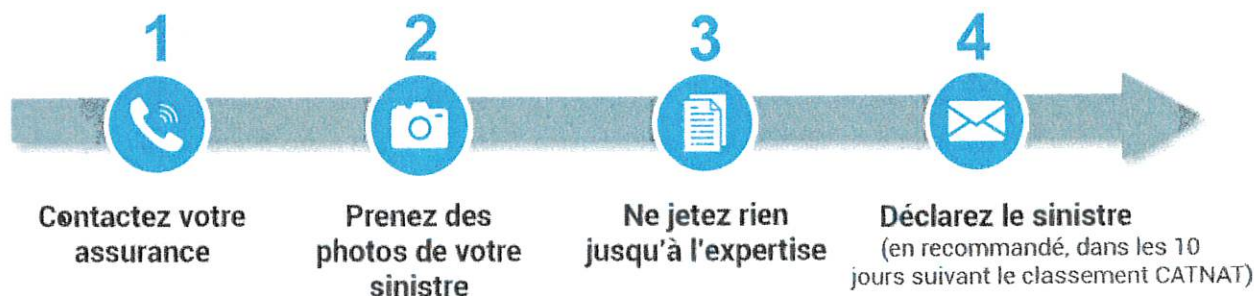 1
2
3
4
Contactez votre
assurance
Prenez des
photos de votre
sinistre
Ne jetez rien
jusqu'à l'expertise
Déclarez le sinistre
(en recommandé, dans les 10
jours suivant le classement CATNAT)